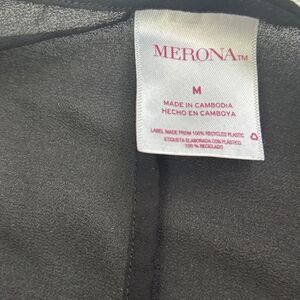 MERONA™
M
MADE IN CAMBODIA
HECHO EN CAMBOYA
LABEL MADE FROM 100% RECYCLED PLASTIC
ETIQUETA ELABORADA CON PLÁSTICO
100 % RECICLADO